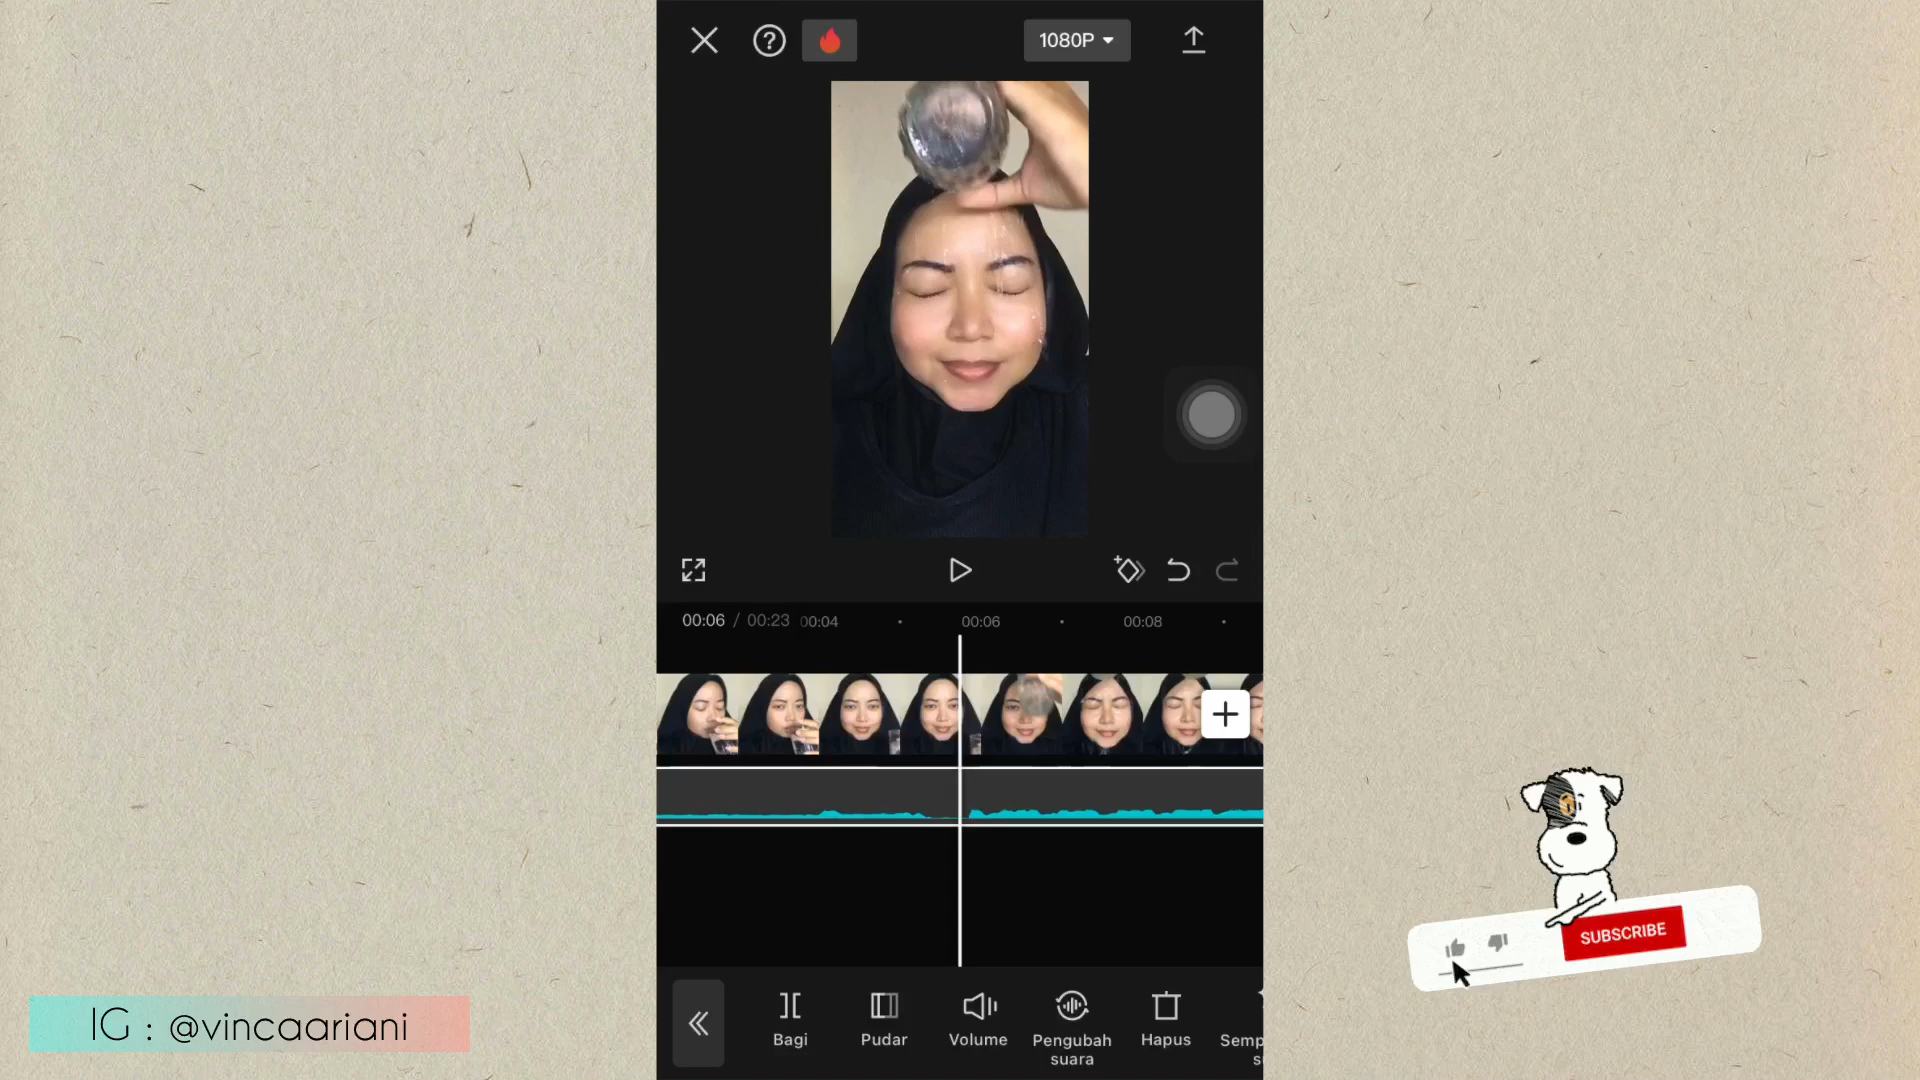 1080P
00:06 / 00:23
00:04
00:06
00:08
Bagi
Pudar
Volume
Pengubah
suara
Hapus
Semp
SUBSCRIBE
IG : @vincaariani